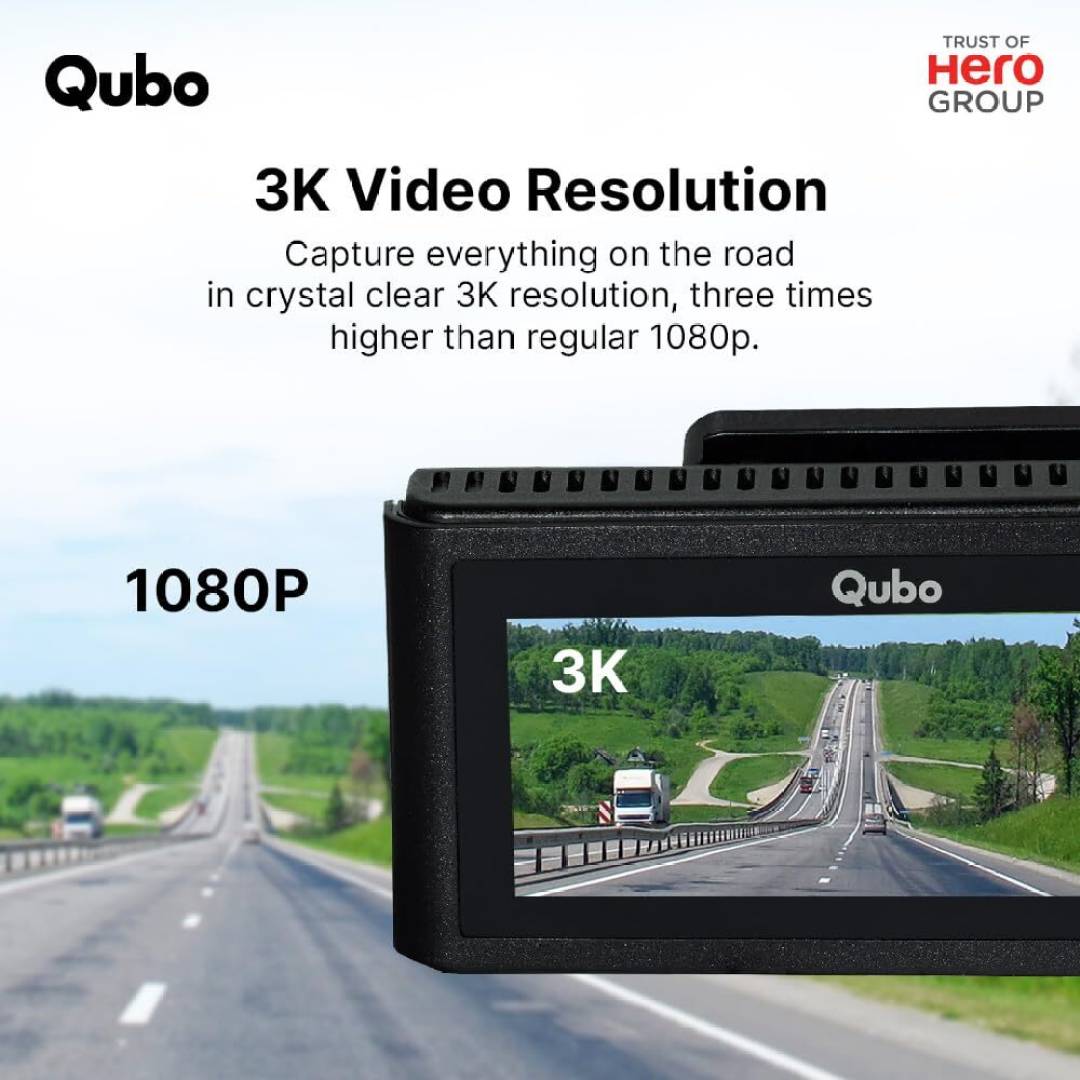 Qubo
TRUST OF
Hero
GROUP
3K Video Resolution
Capture everything on the road
in crystal clear 3K resolution, three times
higher than regular 1080p.
1080P
Qubo
3K